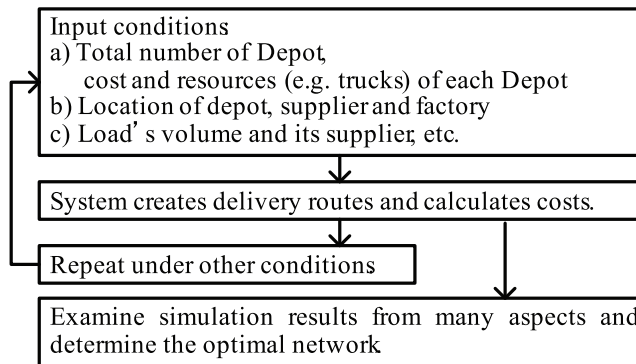 Input conditions
a) Total number of Depot,
cost and resources (e.g. trucks) of each Depot
b) Location of depot, supplier and factory
c) Load's volume and its supplier, etc.
System creates delivery routes and calculates costs.
Repeat under other conditions
Examine simulation results from many aspects and
determine the optimal network